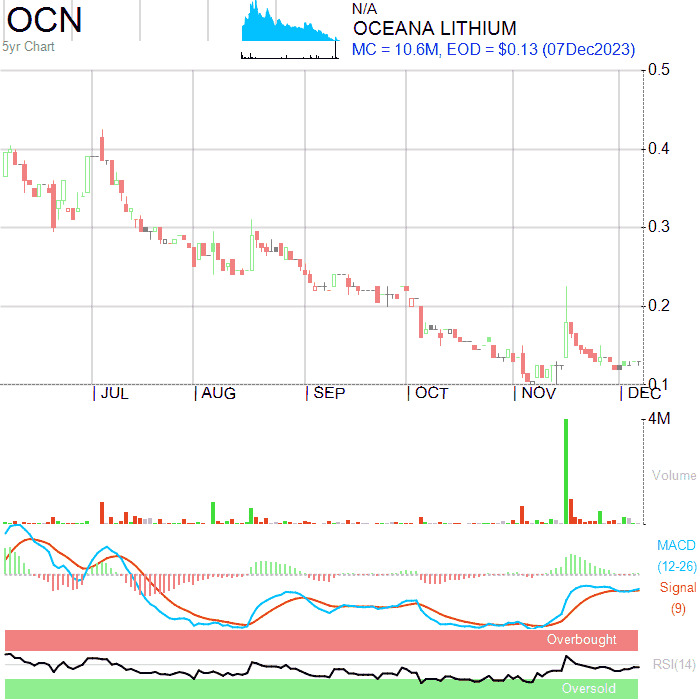 OCN
5yr Chart
N/A
OCEANA LITHIUM
MC = 10.6M, EOD = $0.13 (07Dec2023)
0.5
0.4
0.3
0.2
0.1
JUL
AUG
SEP
OCT
NOV
DEC
4M
Volume
MACD
(12-26)
Signal
(9)
Overbought
RSI(14)
Oversold